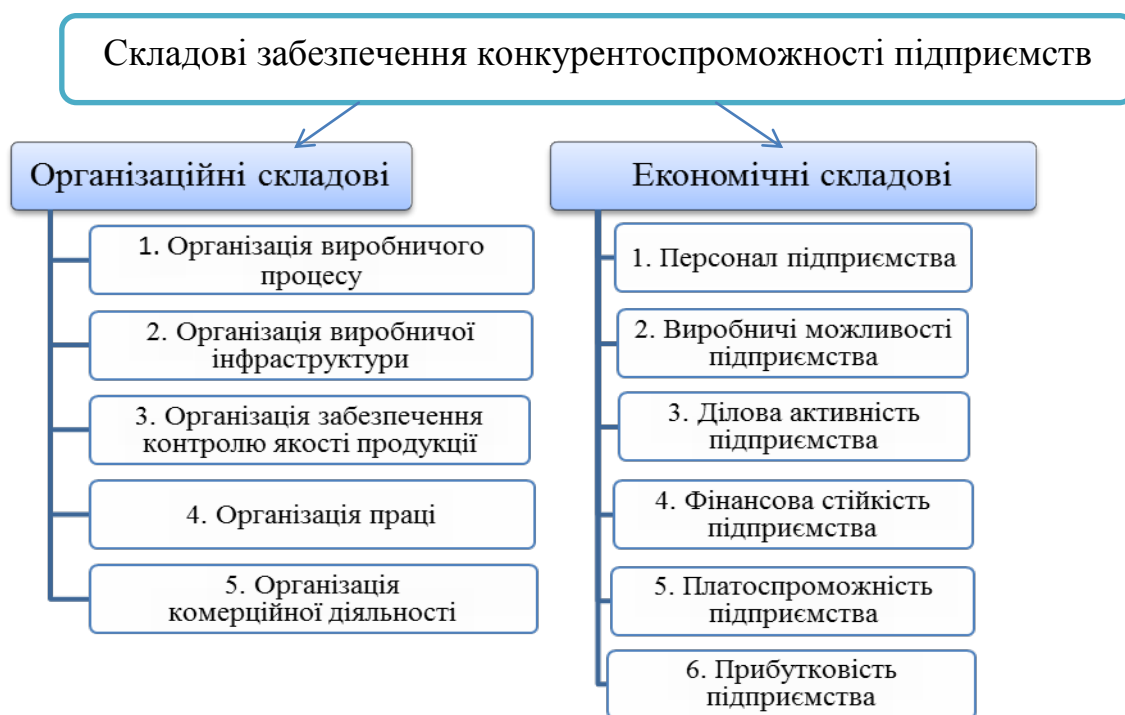 Складові забезпечення конкурентоспроможності підприємств
Організаційні складові
1. Організація виробничого
процесу
2. Організація виробничої
інфраструктури
3. Організація забезпечення
контролю якості продукції
4. Організація праці
5. Організація
комерційної діяльності
Економічні складові
1. Персонал підприємства
2. Виробничі можливості
підприємства
3. Ділова активність
підприємства
4. Фінансова стійкість
підприємства
5. Платоспроможність
підприємства
6. Прибутковість
підприємства